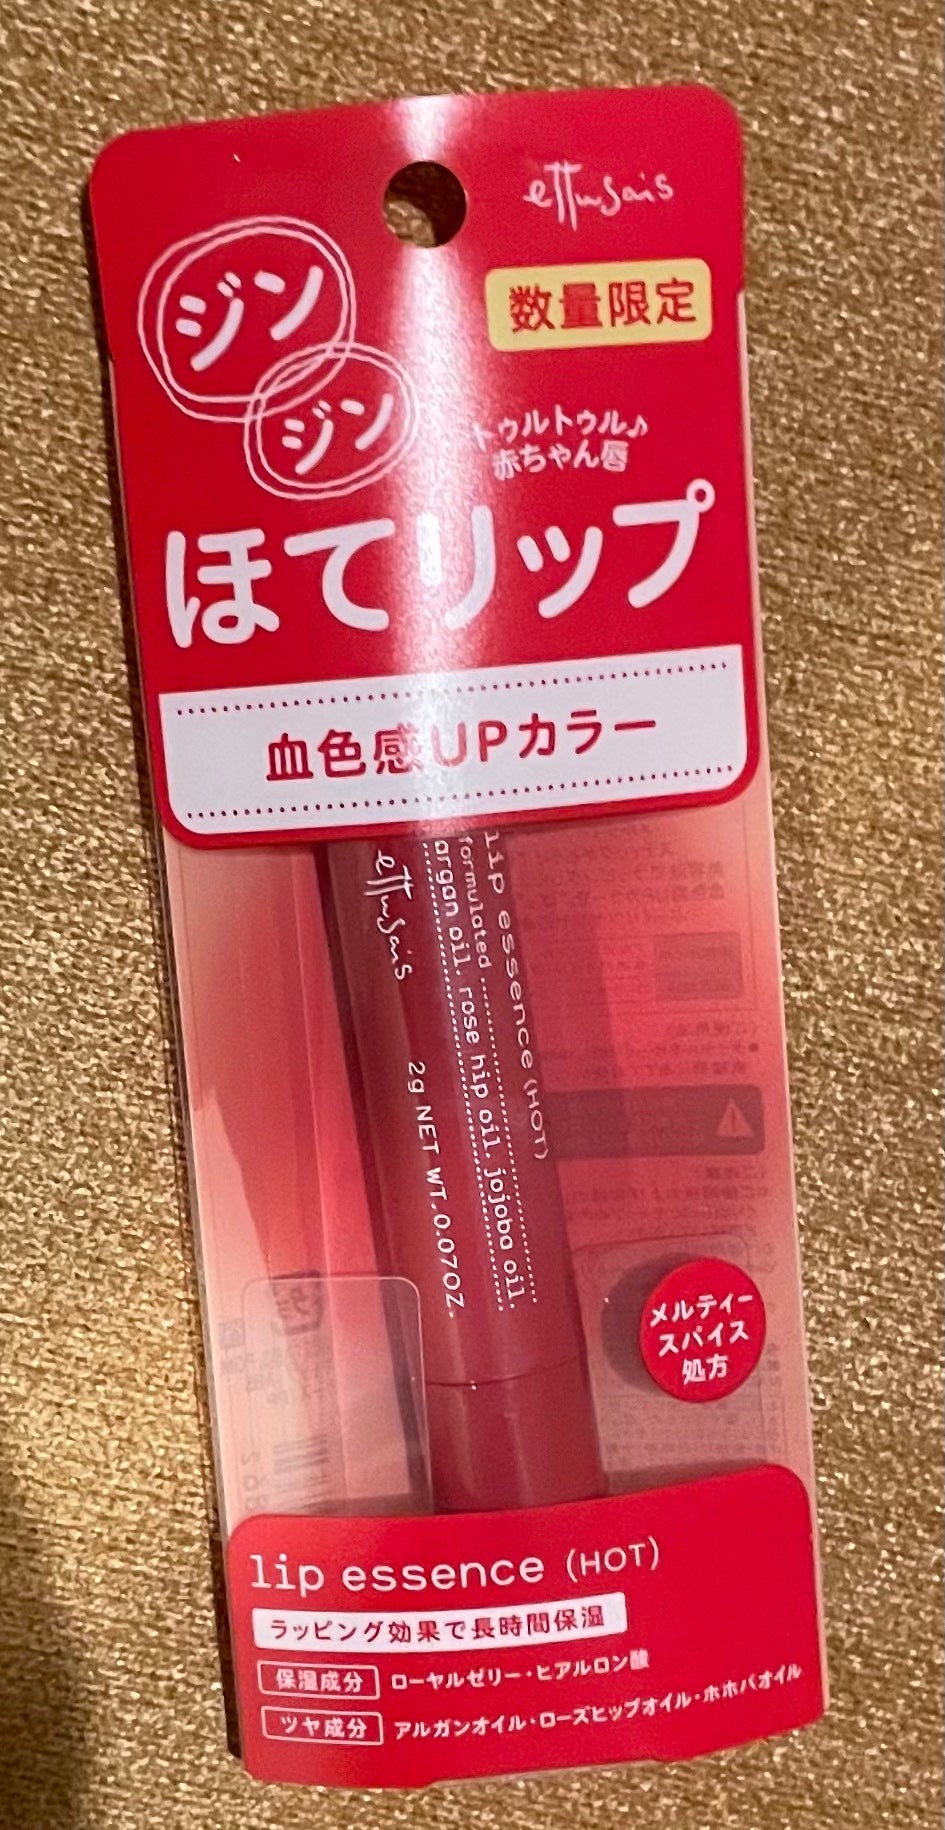 ettusais
ジン
ジン
数量限定
トゥルトゥル♪
赤ちゃん唇
ほてリップ
血色感UPカラー
ettusais
2g NET WT. 0.07OZ.
lip essence (HOT)
formulated
argan oil. rose hip oil. jojoba oil.
メルティー
スパイス
処方
lip essence (HOT)
ラッピング効果で長時間保湿
保湿成分 ローヤルゼリー・ヒアルロン酸
ツヤ成分 アルガンオイル・ローズヒップオイル・ホホバオイル